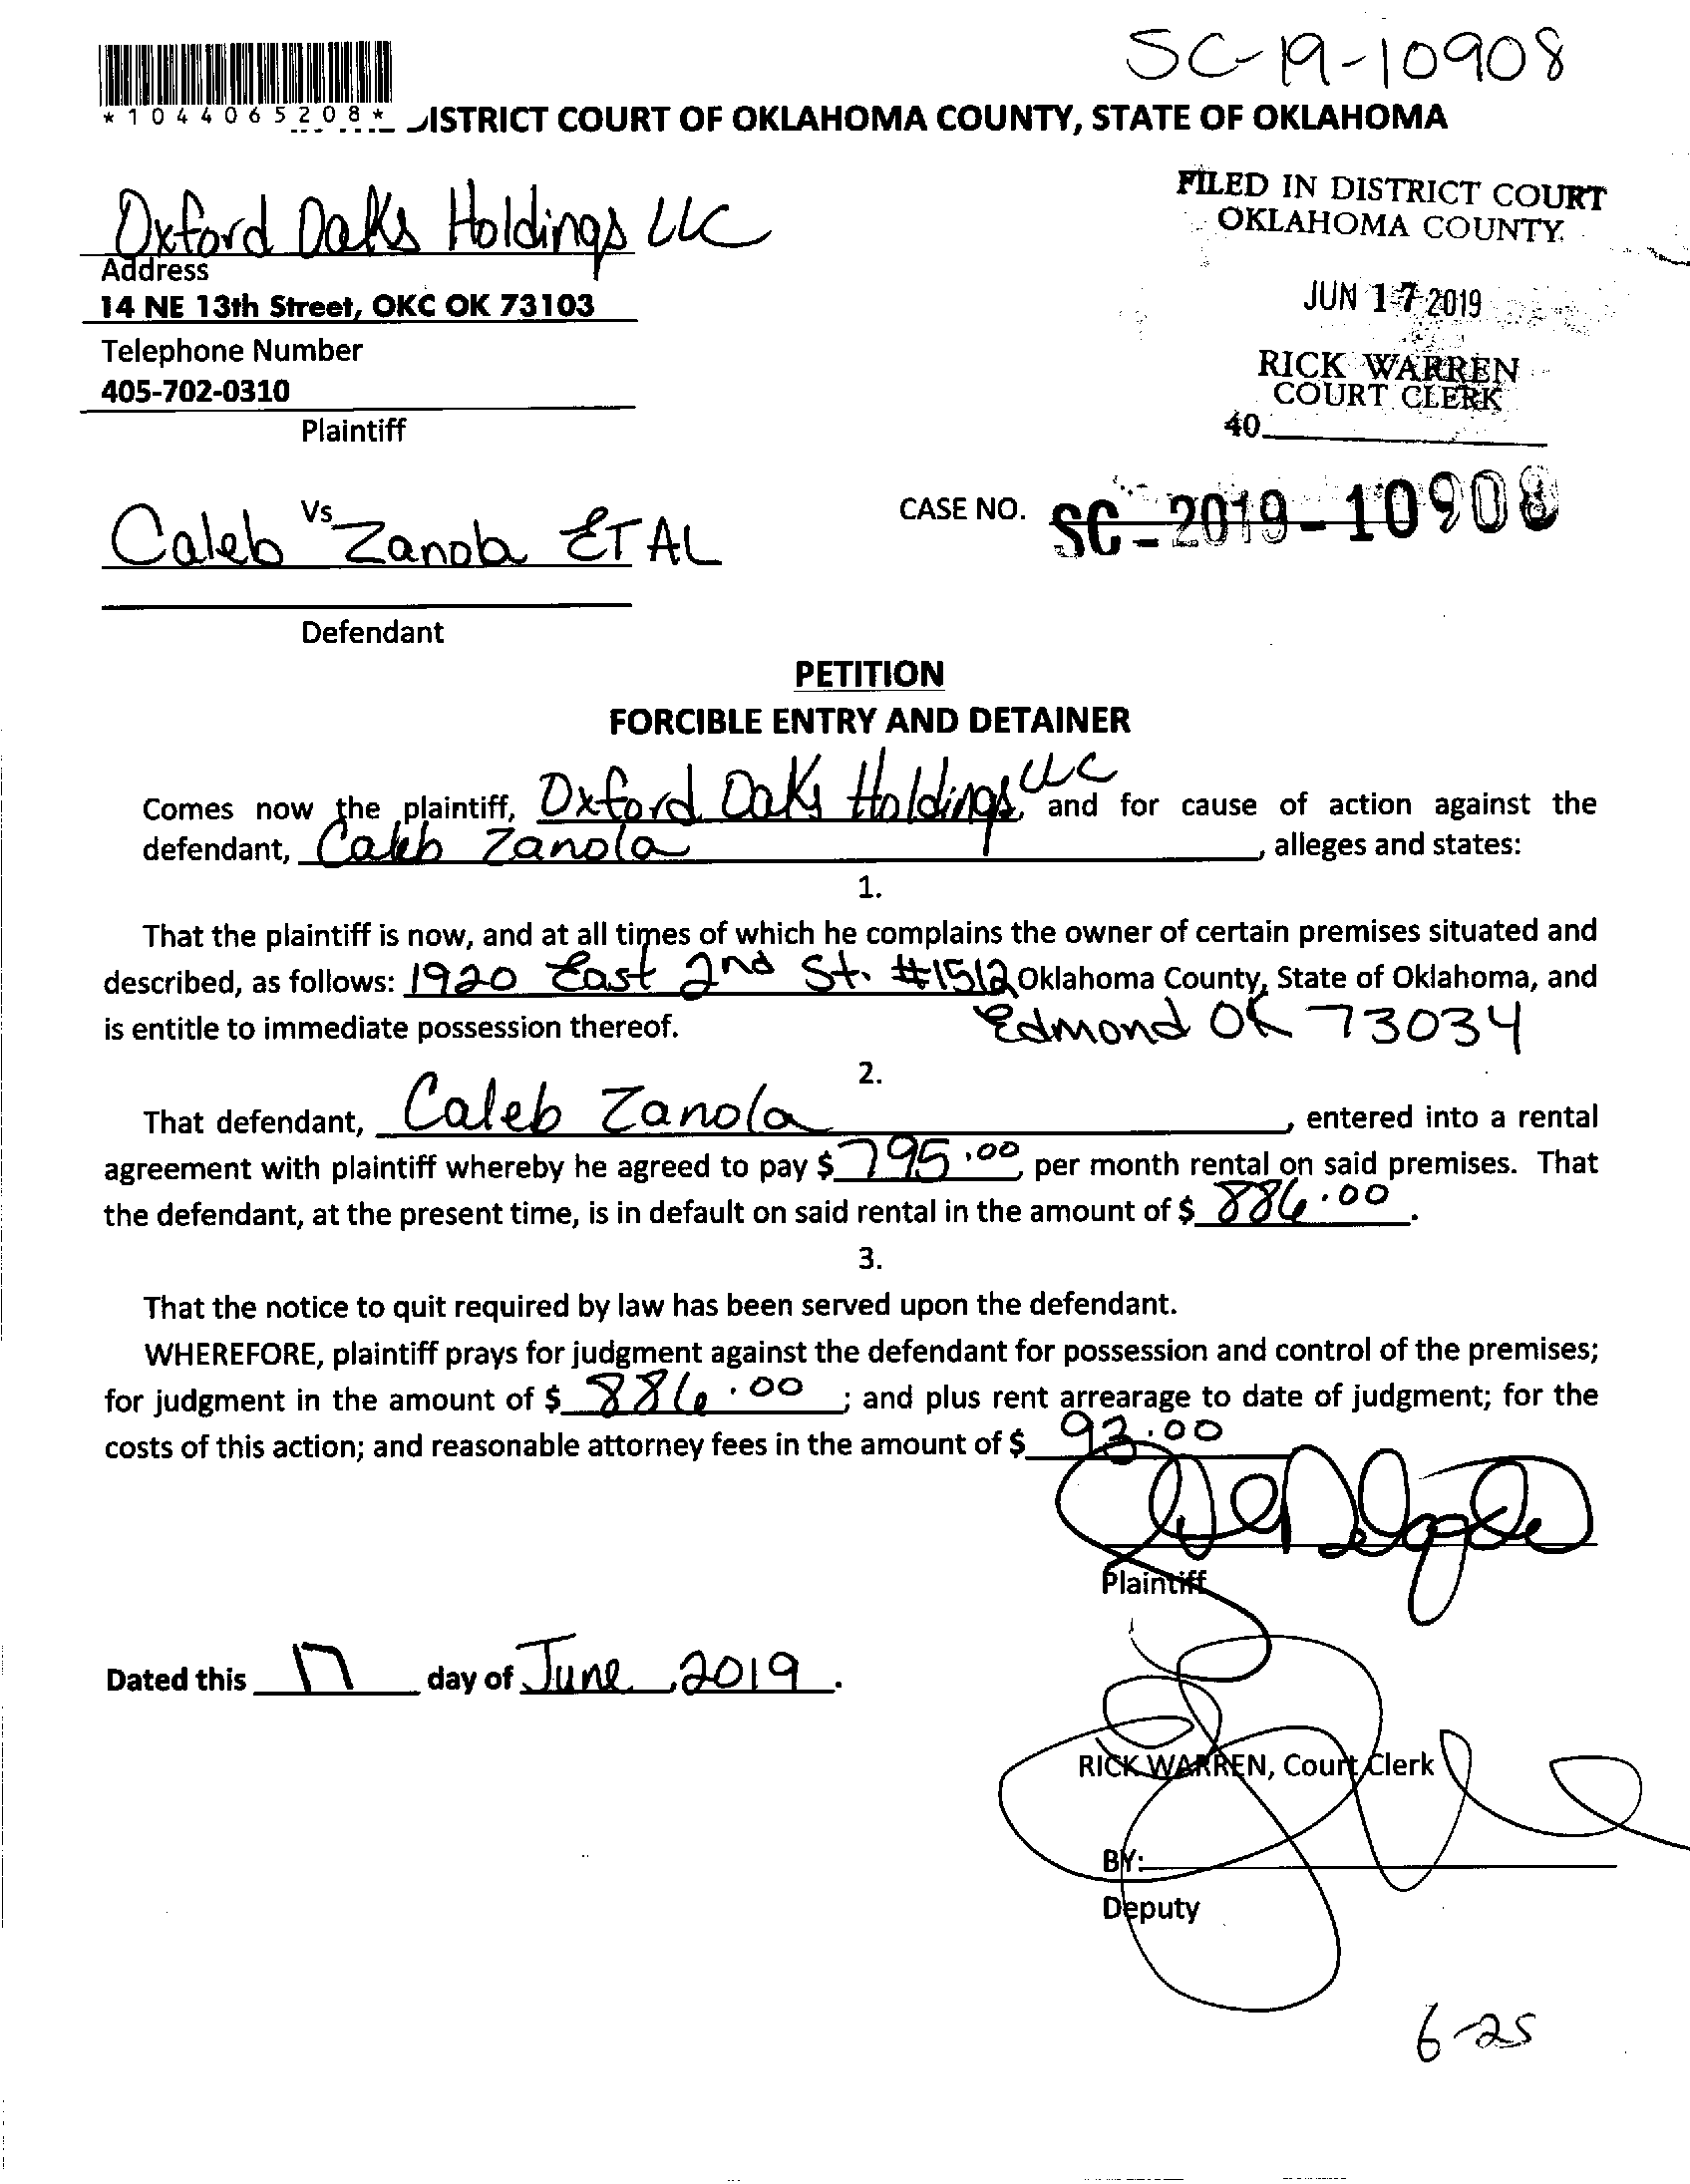 SC-19-10908
*1044065208*
DISTRICT COURT OF OKLAHOMA COUNTY, STATE OF OKLAHOMA
FILED IN DISTRICT COURT
OKLAHOMA COUNTY
Oxford Oaks Holdings LLC
Address
14 NE 13th Street, OKC OK 73103
JUN 17 2019
Telephone Number
RICK WARREN
COURT CLERK
405-702-0310
40
Plaintiff
Vs
CASE NO. SC-2019-10908
Caleb Zanola ET AL
Defendant
PETITION
FORCIBLE ENTRY AND DETAINER
Comes now the plaintiff, Oxford Oaks Holdings, LLC and for cause of action against the
defendant, Caleb Zanola, alleges and states:
1.
That the plaintiff is now, and at all times of which he complains the owner of certain premises situated and
described, as follows: 1920 East 2nd St. #1512 Oklahoma County, State of Oklahoma, and
is entitle to immediate possession thereof. Edmond OK 73034
2.
That defendant, Caleb Zanola, entered into a rental
agreement with plaintiff whereby he agreed to pay $ 795.00 per month rental on said premises. That
the defendant, at the present time, is in default on said rental in the amount of $ 886.00.
3.
That the notice to quit required by law has been served upon the defendant.
WHEREFORE, plaintiff prays for judgment against the defendant for possession and control of the premises;
for judgment in the amount of $ 886.00; and plus rent arrearage to date of judgment; for the
costs of this action; and reasonable attorney fees in the amount of $ 93.00
Plaintiff
Dated this 17 day of June, 2019.
RICK WARREN, Court Clerk
BY:
Deputy
6-25